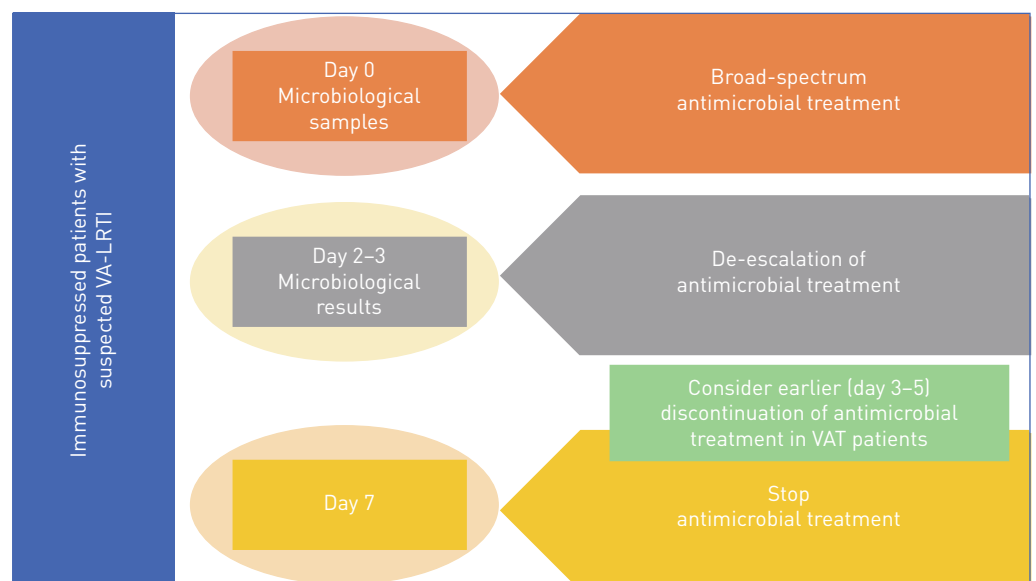 Immunosuppressed patients with
suspected VA-LRTI
Day 0
Microbiological
samples
Broad-spectrum
antimicrobial treatment
Day 2–3
Microbiological
results
De-escalation of
antimicrobial treatment
Consider earlier (day 3–5)
discontinuation of antimicrobial
treatment in VAT patients
Day 7
Stop
antimicrobial treatment